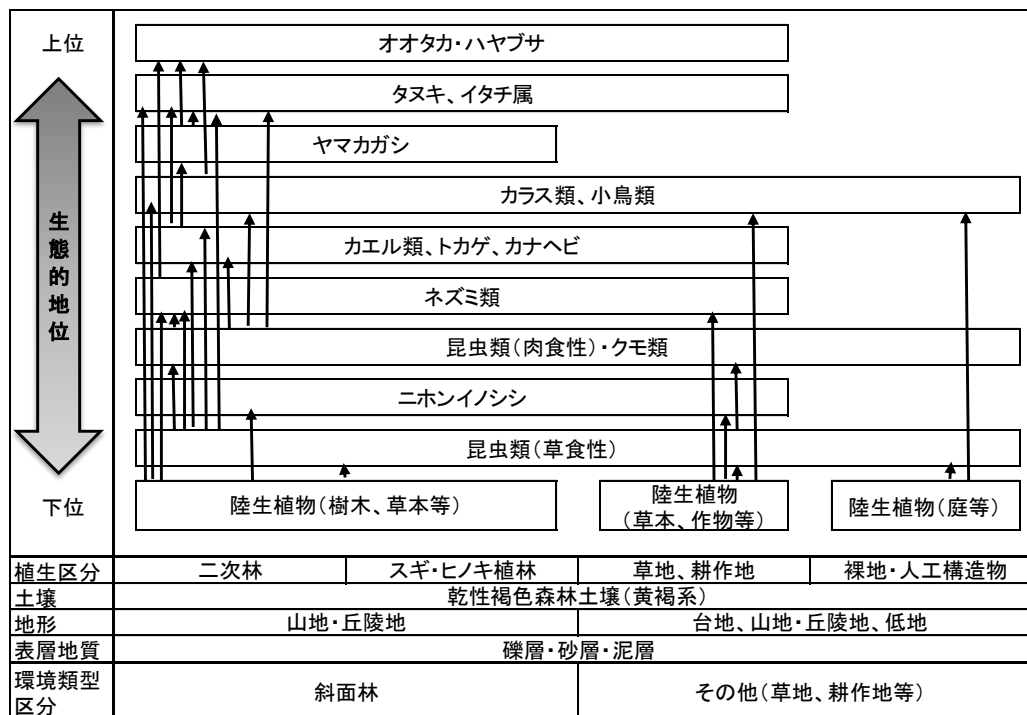 上位
オオタカ・ハヤブサ
タヌキ、イタチ属
ヤマカガシ
カラス類、小鳥類
生態的地位
カエル類、トカゲ、カナヘビ
ネズミ類
昆虫類(肉食性)・クモ類
ニホンイノシシ
昆虫類(草食性)
下位
陸生植物(樹木、草本等)
陸生植物
(草本、作物等)
陸生植物(庭等)
植生区分 二次林 スギ・ヒノキ植林 草地、耕作地 裸地・人工構造物
土壌 乾性褐色森林土壌(黄褐系)
地形 山地・丘陵地 台地、山地・丘陵地、低地
表層地質 礫層・砂層・泥層
環境類型
区分 斜面林 その他(草地、耕作地等)